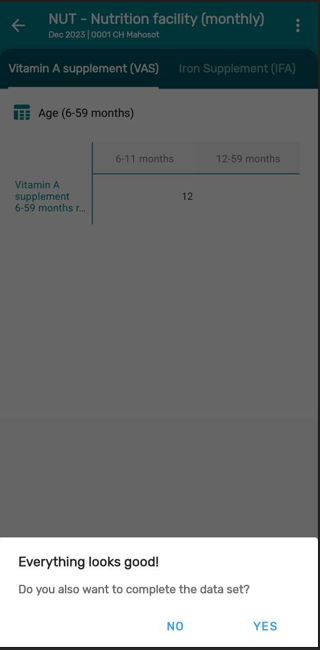 NUT - Nutrition facility (monthly)
Dec 2023 | 0001 CH Mahosot
Vitamin A supplement (VAS)
Iron Supplement (IFA)
Age (6-59 months)
6-11 months
12-59 months
Vitamin A
supplement
6-59 months r...
12
Everything looks good!
Do you also want to complete the data set?
NO
YES